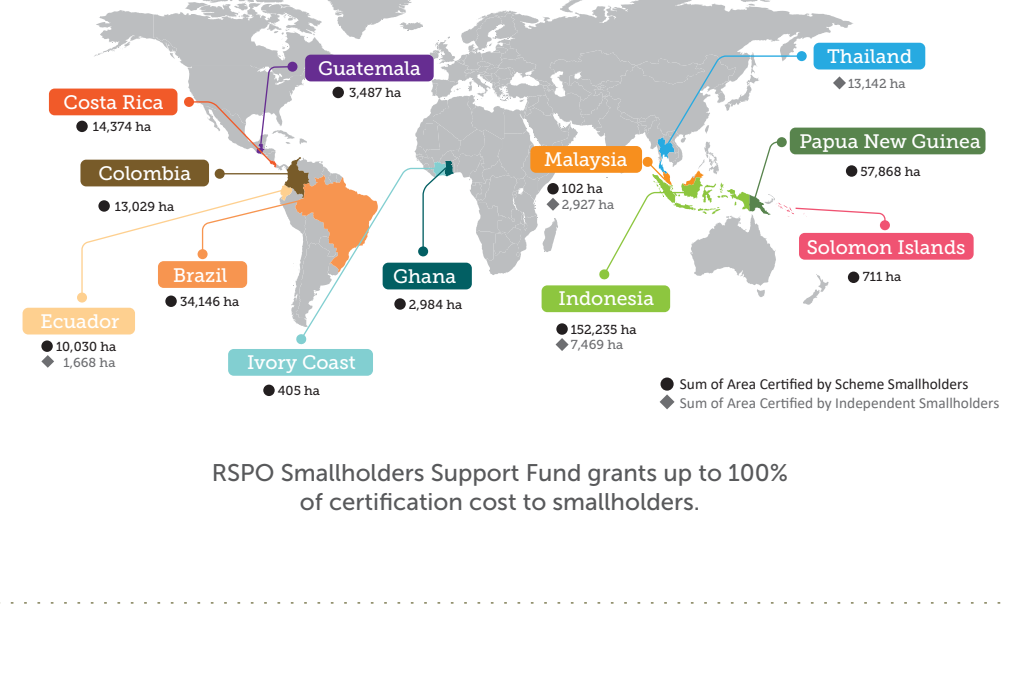 Guatemala
3,487 ha
Thailand
13,142 ha
Costa Rica
14,374 ha
Papua New Guinea
57,868 ha
Malaysia
102 ha
2,927 ha
Colombia
13,029 ha
Solomon Islands
711 ha
Brazil
34,146 ha
Ghana
2,984 ha
Indonesia
152,235 ha
7,469 ha
Ecuador
10,030 ha
1,668 ha
Ivory Coast
405 ha
Sum of Area Certified by Scheme Smallholders
Sum of Area Certified by Independent Smallholders
RSPO Smallholders Support Fund grants up to 100%
of certification cost to smallholders.